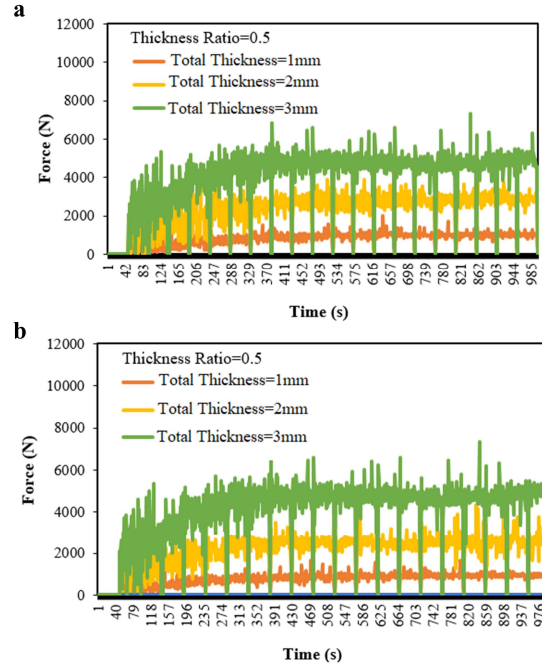 a
Thickness Ratio=0.5
Total Thickness=1mm
Total Thickness=2mm
Total Thickness=3mm
12000
10000
8000
6000
4000
2000
0
Force (N)
1 42 83 124 165 206 247 288 329 370 411 452 493 534 575 616 657 698 739 780 821 862 903 944 985
Time (s)
b
Thickness Ratio=0.5
Total Thickness=1mm
Total Thickness=2mm
Total Thickness=3mm
12000
10000
8000
6000
4000
2000
0
Force (N)
1 40 79 118 157 196 235 274 313 352 391 430 469 508 547 586 625 664 703 742 781 820 859 898 937 976
Time (s)